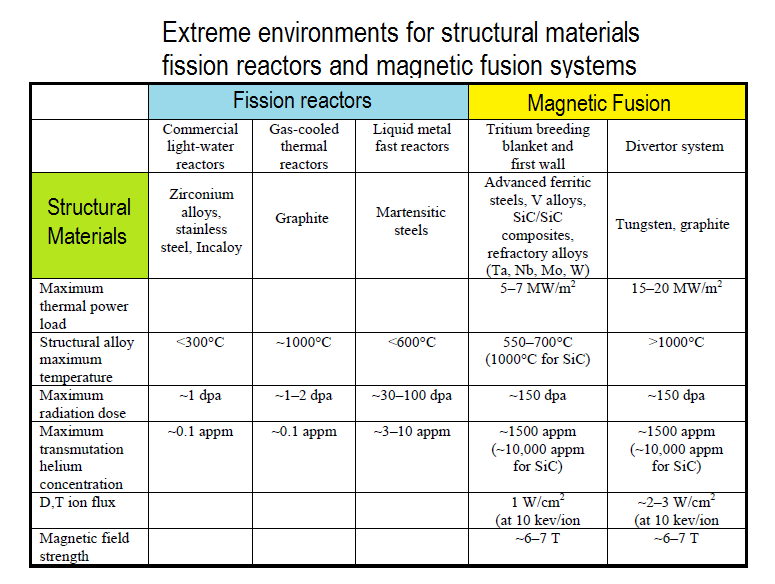 Extreme environments for structural materials
fission reactors and magnetic fusion systems
Fission reactors
Magnetic Fusion
Commercial
light-water
reactors
Gas-cooled
thermal
reactors
Liquid metal
fast reactors
Tritium breeding
blanket and
first wall
Divertor system
Structural
Materials
Zirconium
alloys,
stainless
steel, Incaloy
Graphite
Martensitic
steels
Advanced ferritic
steels, V alloys,
SiC/SiC
composites,
refractory alloys
(Ta, Nb, Mo, W)
Tungsten, graphite
Maximum
thermal power
load
5–7 MW/m²
15–20 MW/m²
Structural alloy
maximum
temperature
<300°C
~1000°C
<600°C
550–700°C
(1000°C for SiC)
>1000°C
Maximum
radiation dose
~1 dpa
~1–2 dpa
~30–100 dpa
~150 dpa
~150 dpa
Maximum
transmutation
helium
concentration
~0.1 appm
~0.1 appm
~3–10 appm
~1500 appm
(~10,000 appm
for SiC)
~1500 appm
(~10,000 appm
for SiC)
D,T ion flux
1 W/cm²
(at 10 kev/ion
~2–3 W/cm²
(at 10 kev/ion
Magnetic field
strength
~6–7 T
~6–7 T